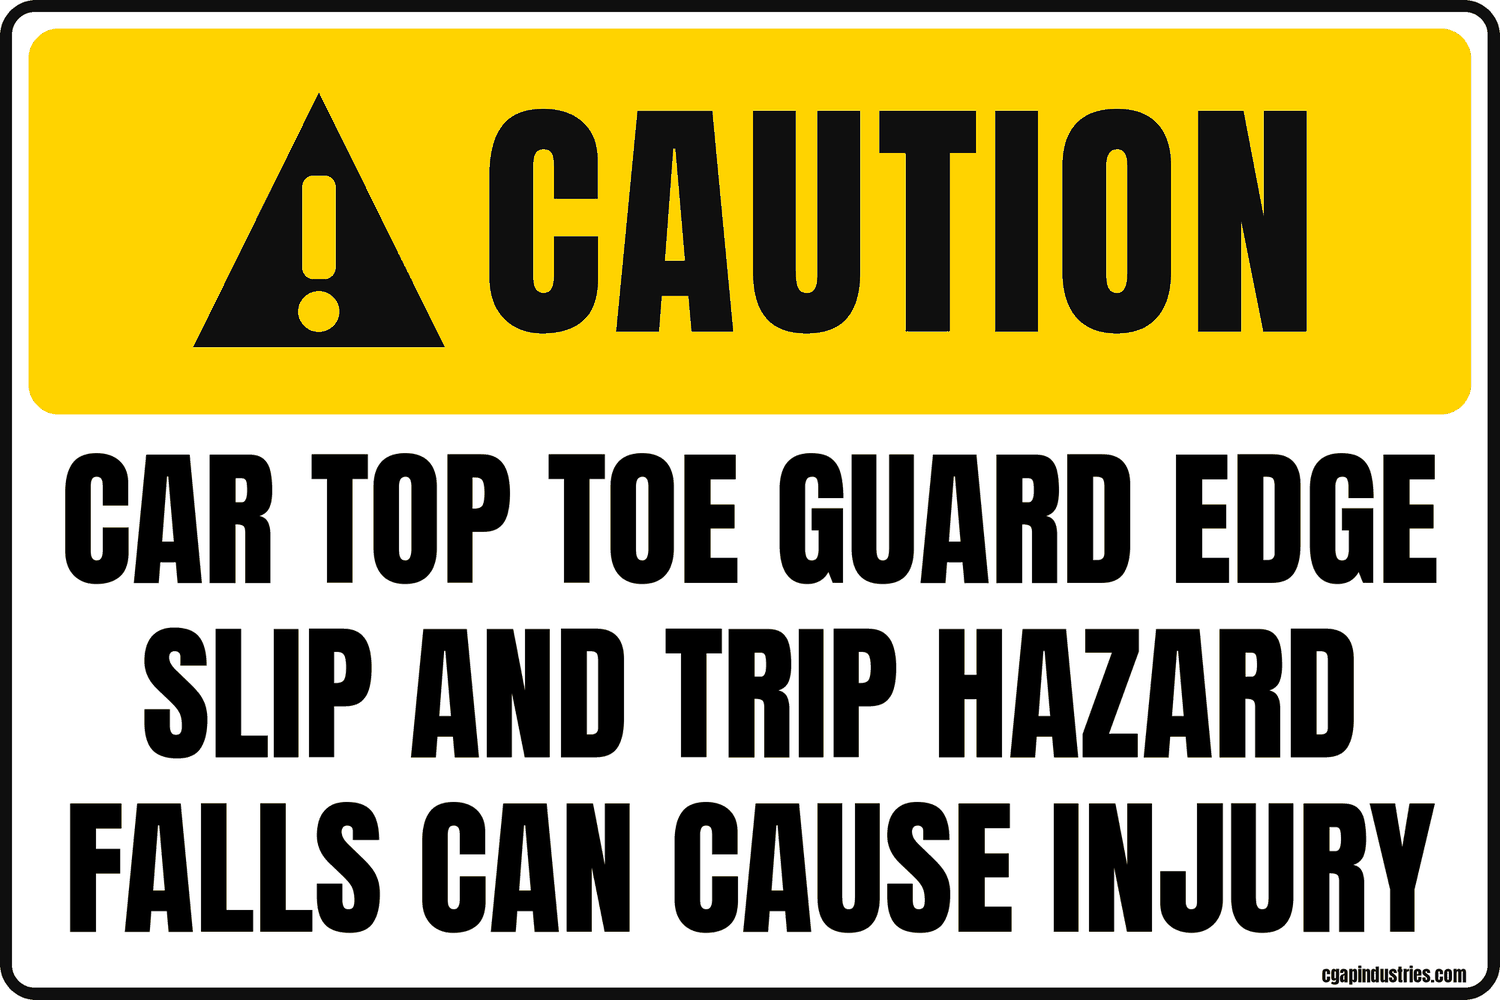 CAUTION
CAR TOP TOE GUARD EDGE
SLIP AND TRIP HAZARD
FALLS CAN CAUSE INJURY
cgapindustries.com